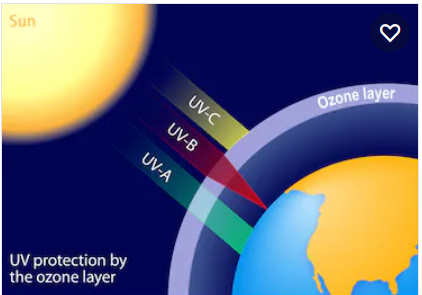 Sun
Ozone layer
UV-C
UV-B
UV-A
UV protection by
the ozone layer